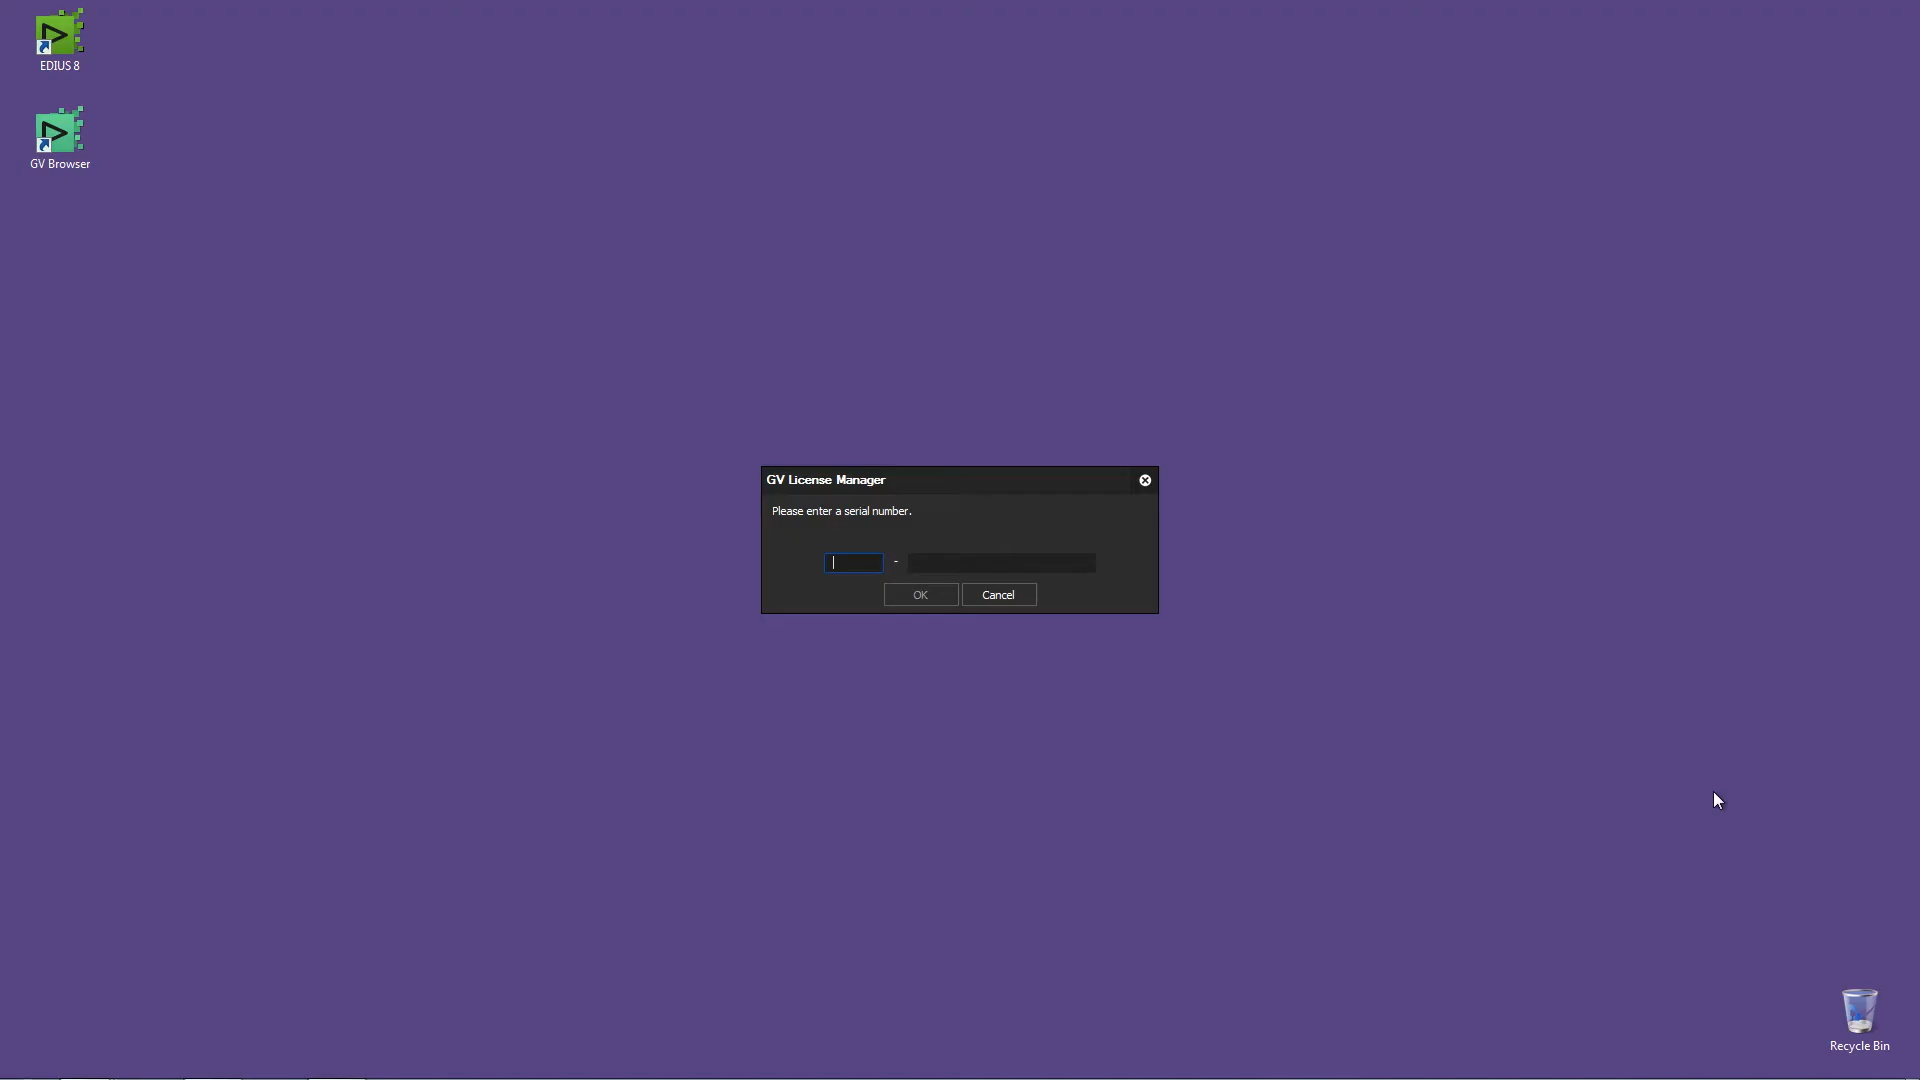 EDIUS 8
GV Browser
GV License Manager
Please enter a serial number.
-
OK Cancel
Recycle Bin